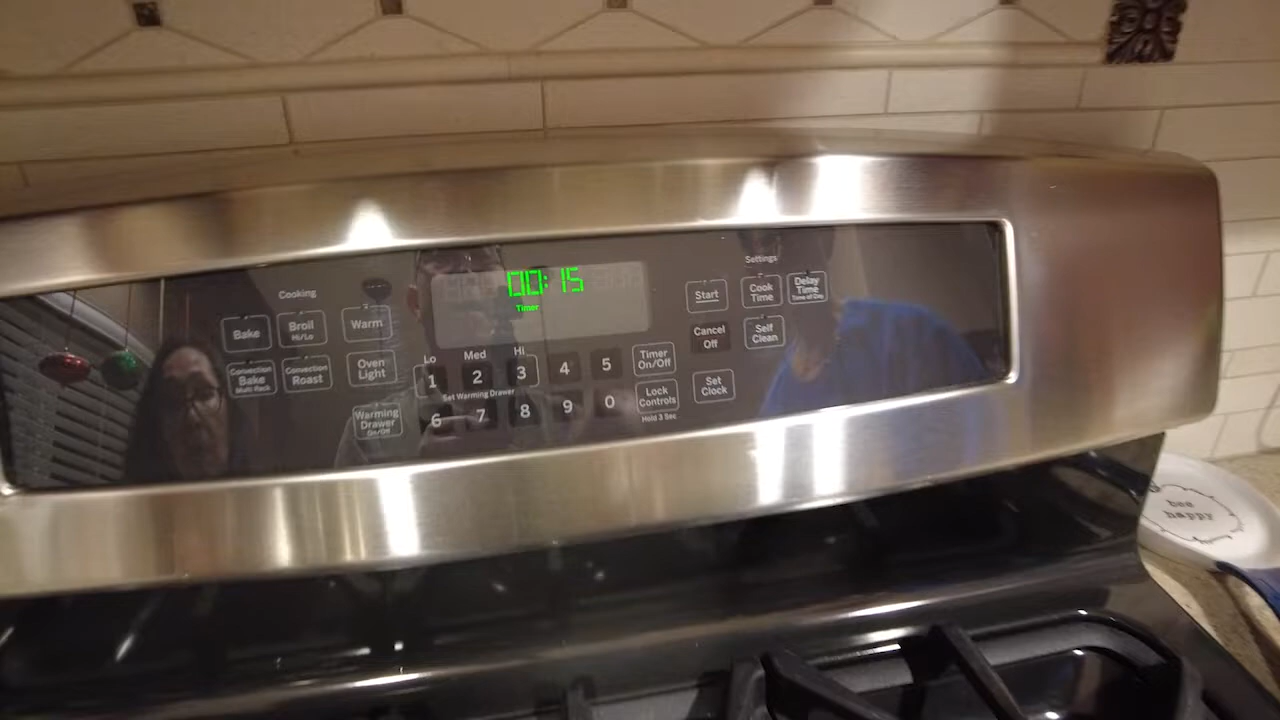 00:15
Timer
Cooking
Bake
Broil
Hi/Lo
Warm
Convection
Bake
Multi Rack
Convection
Roast
Oven
Light
Warming
Drawer
On/Off
Lo
Med
Hi
1 2 3 4 5
Set Warming Drawer
6 7 8 9 0
Timer
On/Off
Lock
Controls
Hold 3 Sec
Settings
Start
Cook
Time
Delay
Time
Time of Day
Cancel
Off
Self
Clean
Set
Clock
bee
happy